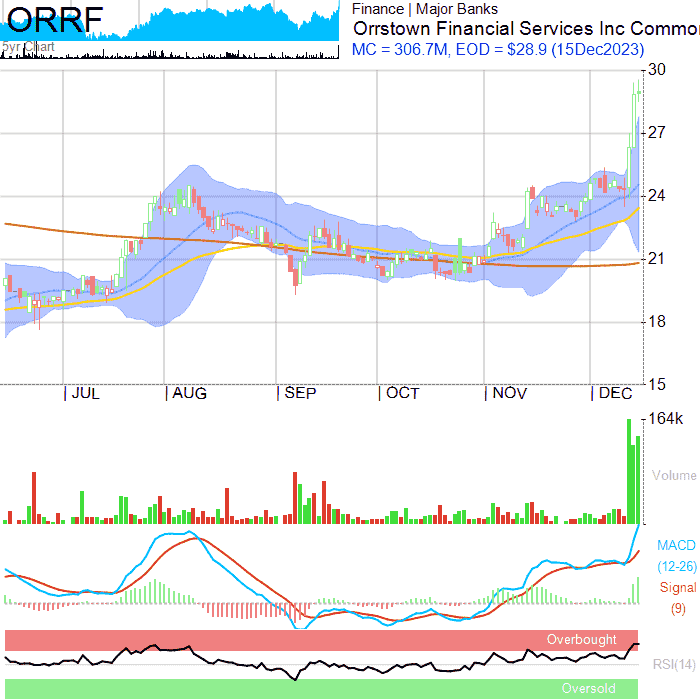 ORRF
5yr Chart
Finance | Major Banks
Orrstown Financial Services Inc Commo
MC = 306.7M, EOD = $28.9 (15Dec2023)
30
27
24
21
18
15
JUL
AUG
SEP
OCT
NOV
DEC
164k
Volume
MACD
(12-26)
Signal
(9)
Overbought
RSI(14)
Oversold